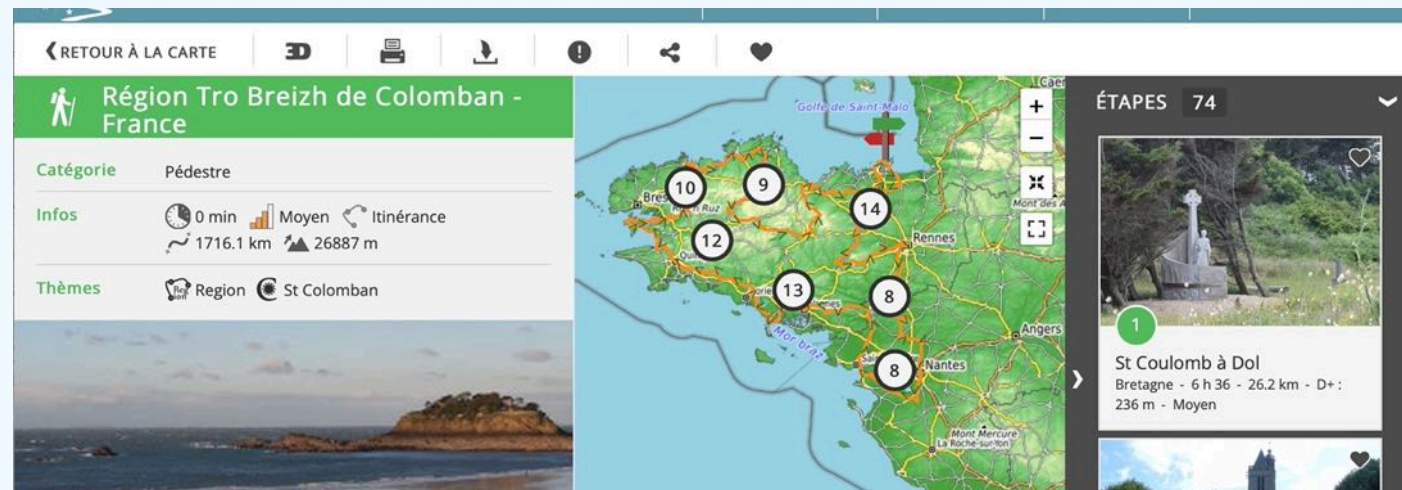 RETOUR À LA CARTE
3D
Région Tro Breizh de Colomban -
France
Catégorie
Pédestre
Infos
0 min
Moyen
Itinérance
1716.1 km
26887 m
Thèmes
Region
St Colomban
Golfe de Saint-Malo
Caen
+
−
10
9
14
12
13
8
8
Rennes
Mor braz
Nantes
Angers
Mont Mercure
La Roche-sur-Yon
ÉTAPES 74
1
St Coulomb à Dol
Bretagne - 6 h 36 - 26.2 km - D+ :
236 m - Moyen